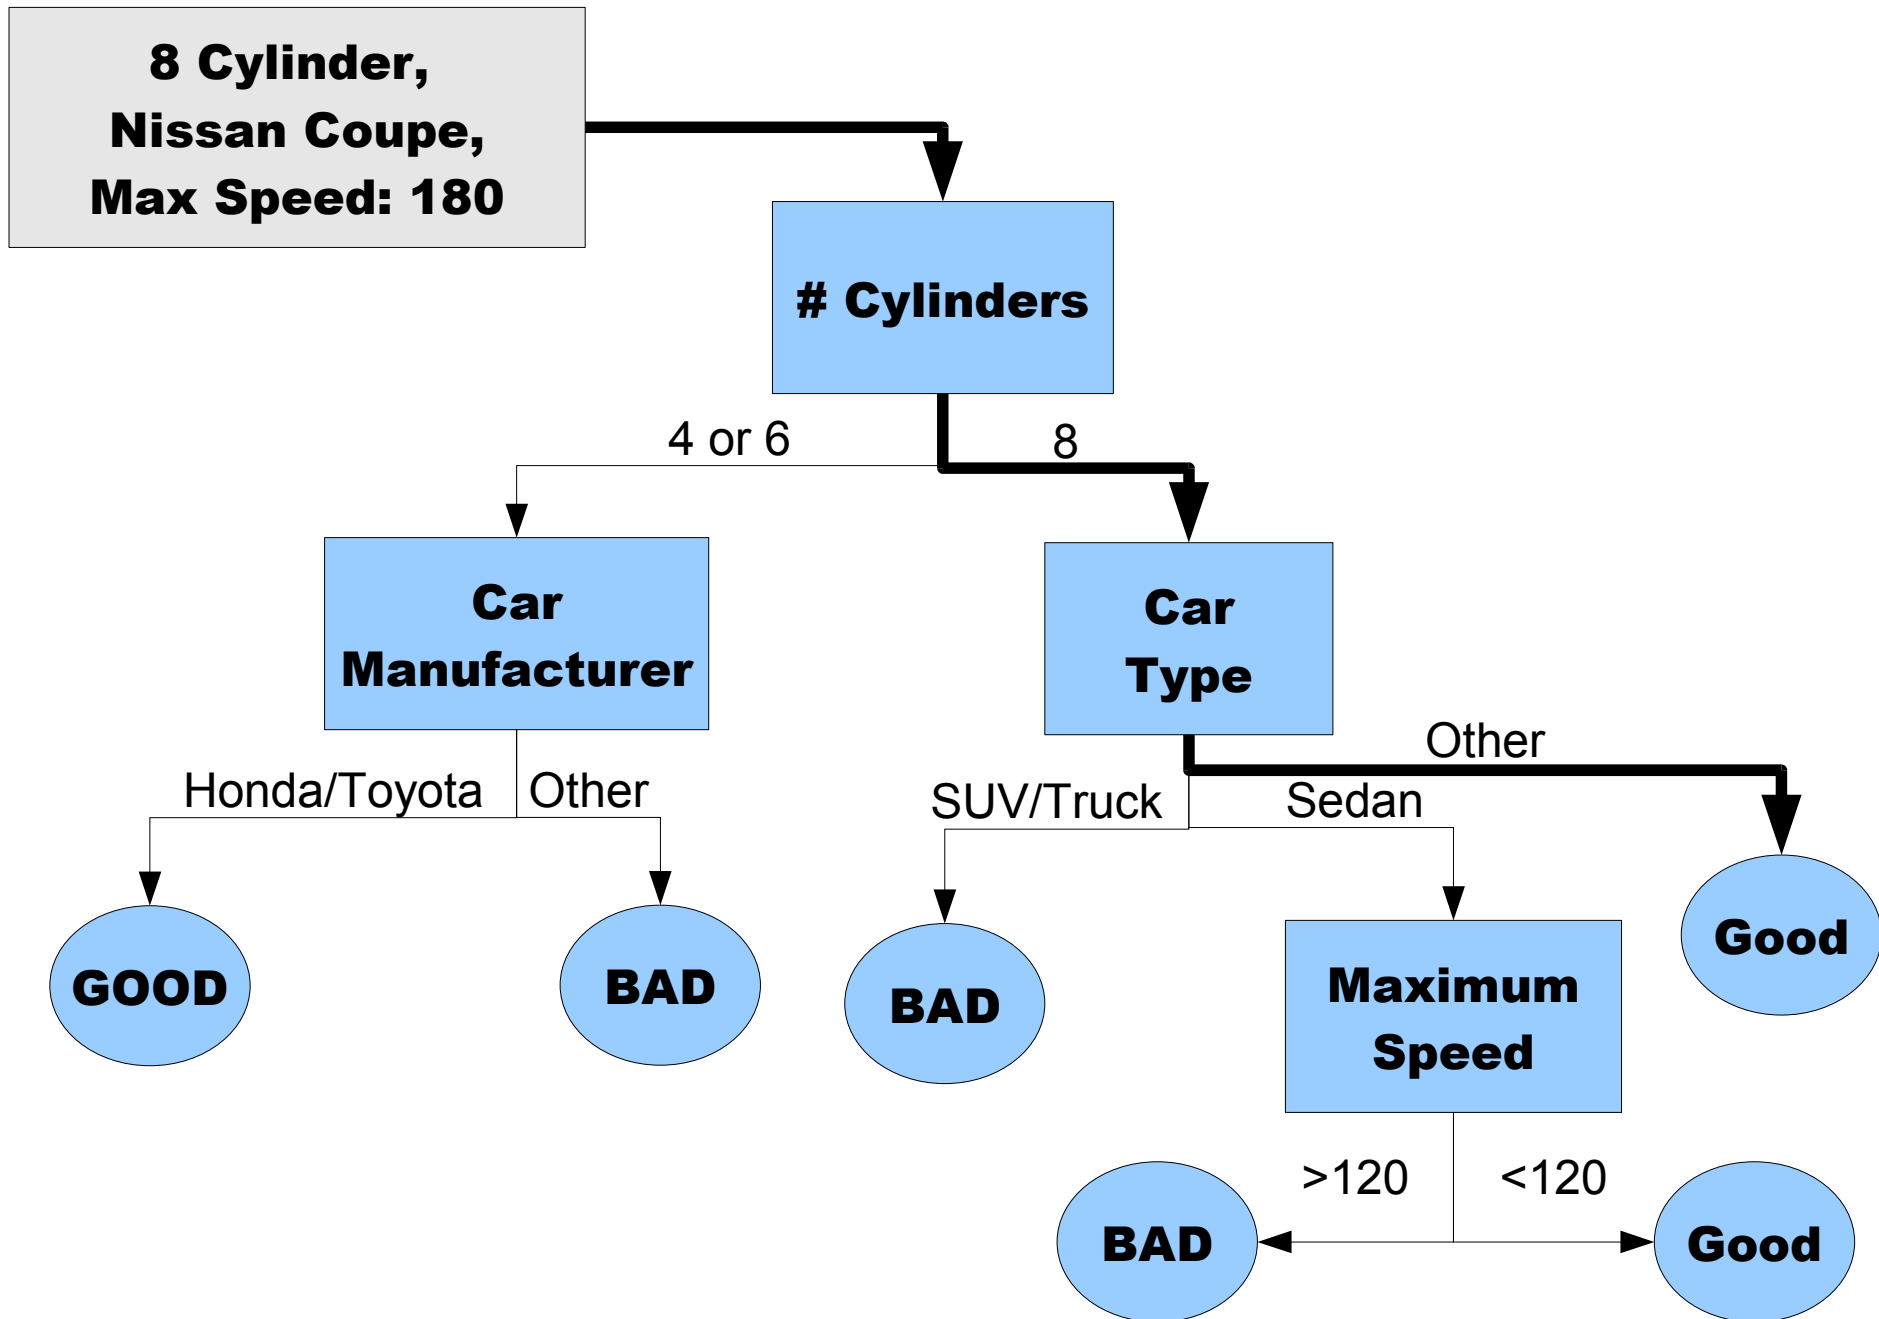 8 Cylinder,
Nissan Coupe,
Max Speed: 180
# Cylinders
4 or 6
8
Car
Manufacturer
Car
Type
Honda/Toyota
Other
SUV/Truck
Sedan
Other
GOOD
BAD
BAD
Maximum
Speed
Good
>120
<120
BAD
Good